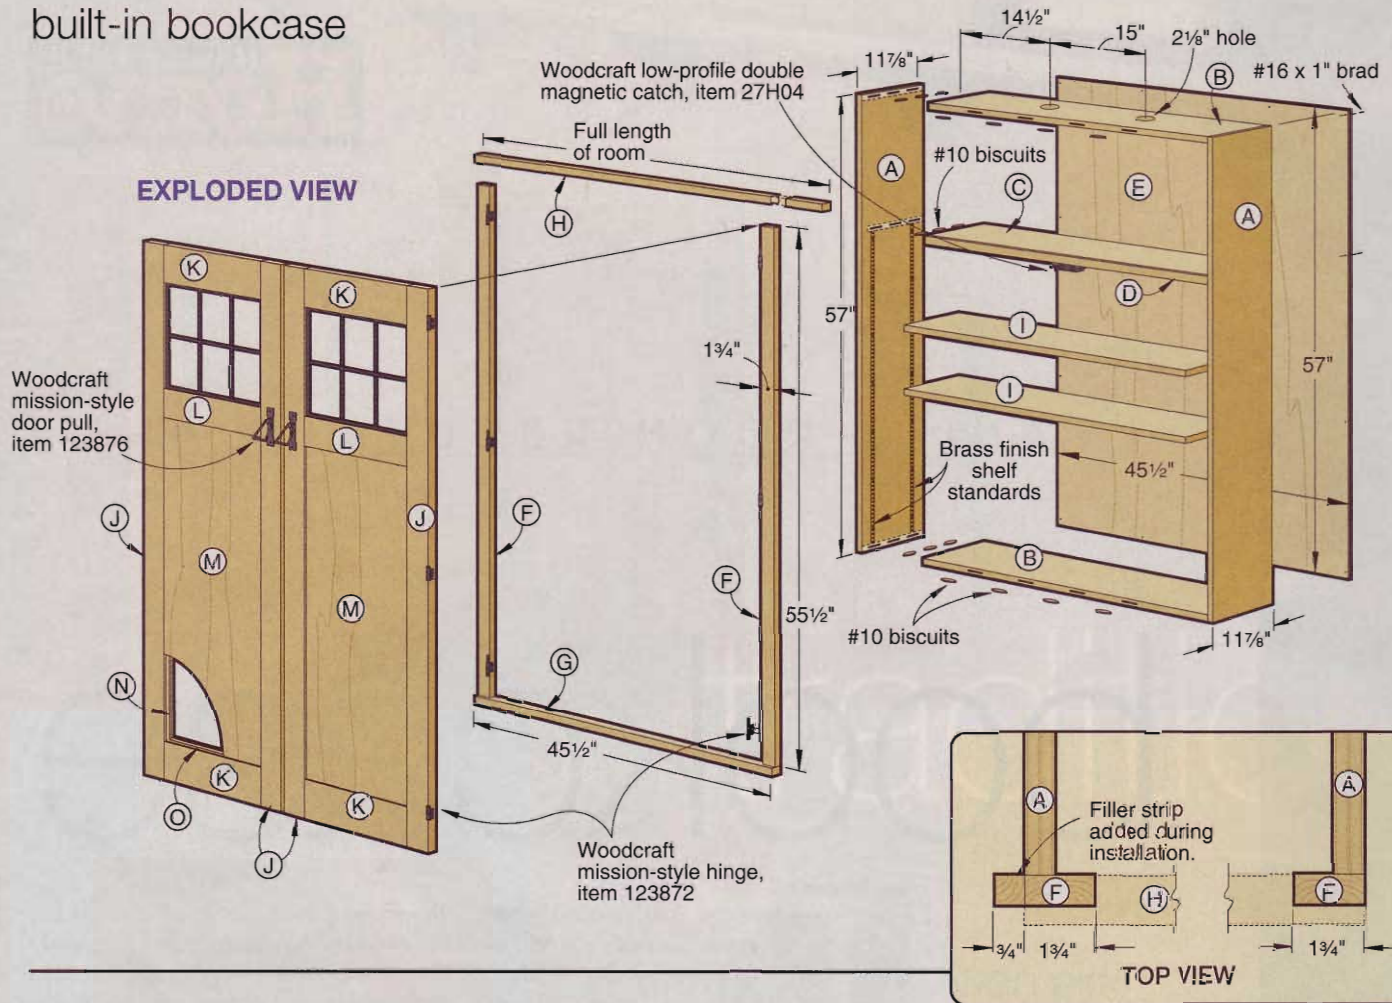 built-in bookcase
EXPLODED VIEW
Woodcraft low-profile double
magnetic catch, item 27H04
Full length
of room
H
14½"
15"
2⅛" hole
#16 x 1" brad
11⅞"
B
A
#10 biscuits
C
E
A
D
57"
I
I
57"
1¾"
Brass finish
shelf
standards
45½"
B
#10 biscuits
11⅞"
K
K
Woodcraft
mission-style
door pull,
item 123876
L
L
J
J
M
M
N
O
K
K
J
F
F
55½"
G
45½"
Woodcraft
mission-style hinge,
item 123872
A
A
Filler strip
added during
installation.
F
H
F
¾"
1¾"
1¾"
TOP VIEW